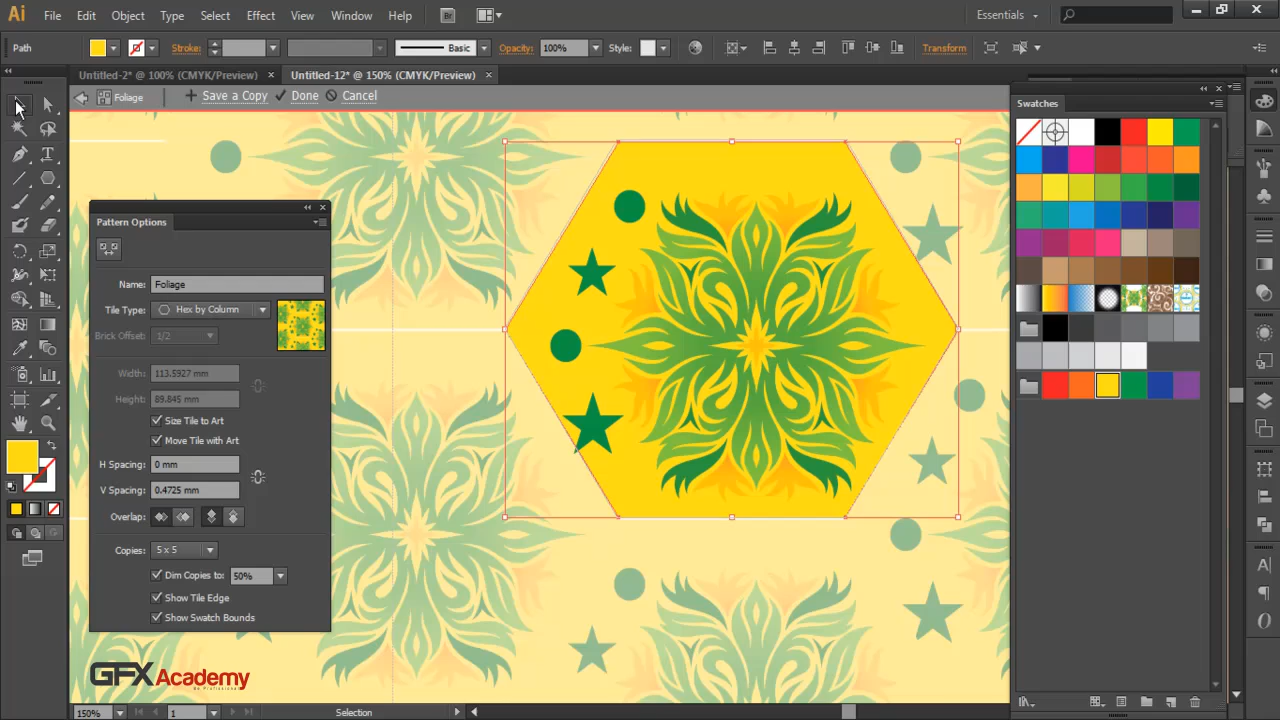 Ai File Edit Object Type Select Effect View Window Help Br Essentials
Path Stroke: Basic Opacity: 100% Style: Transform
Untitled-2* @ 100% (CMYK/Preview) × Untitled-12* @ 150% (CMYK/Preview) ×
Foliage + Save a Copy Done Cancel
Swatches
Pattern Options
Name: Foliage
Tile Type: Hex by Column
Brick Offset: 1/2
Width: 113.5927 mm
Height: 89.845 mm
Size Tile to Art
Move Tile with Art
H Spacing: 0 mm
V Spacing: 0.4725 mm
Overlap:
Copies: 5 x 5
Dim Copies to: 50%
Show Tile Edge
Show Swatch Bounds
GFX Academy
Be Professional
150% 1 Selection